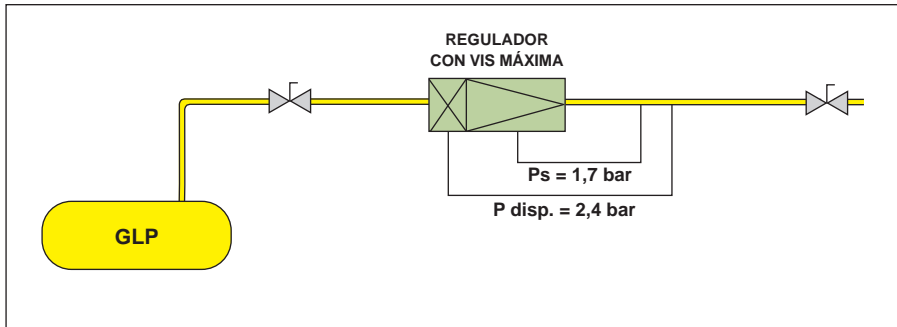 REGULADOR
CON VIS MÁXIMA
Ps = 1,7 bar
P disp. = 2,4 bar
GLP